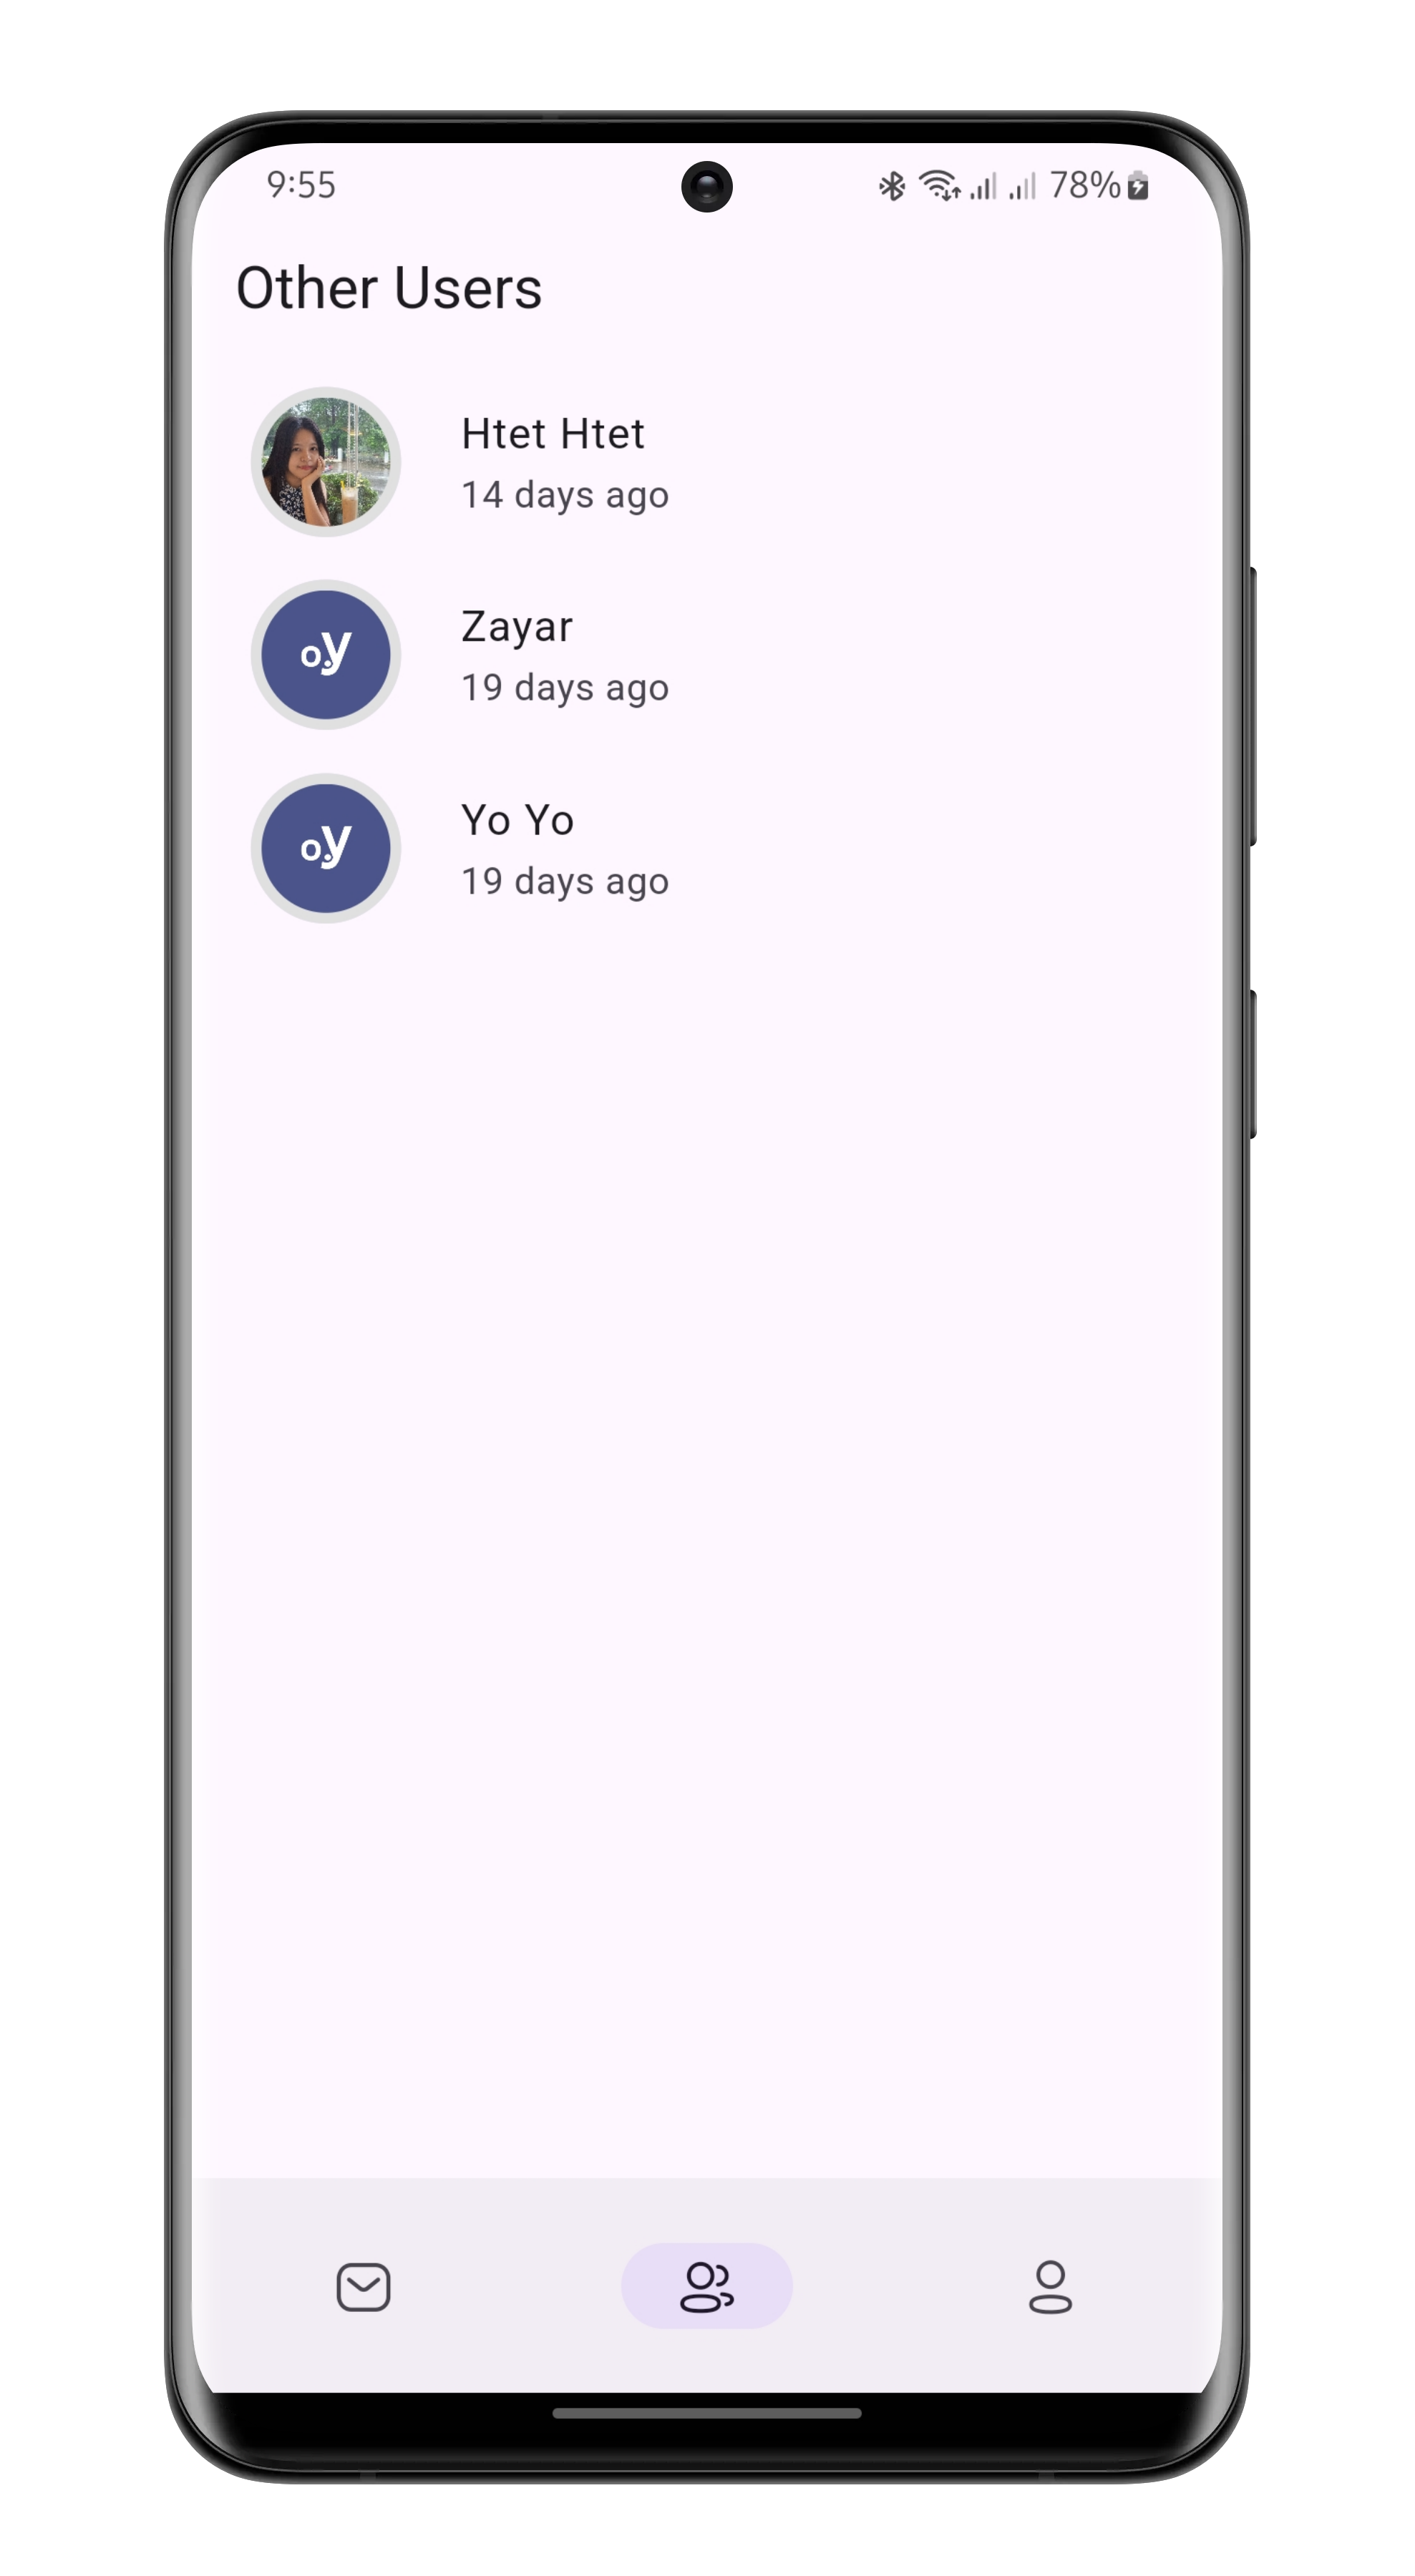 9:55
78%
Other Users
Htet Htet
14 days ago
oy
Zayar
19 days ago
oy
Yo Yo
19 days ago